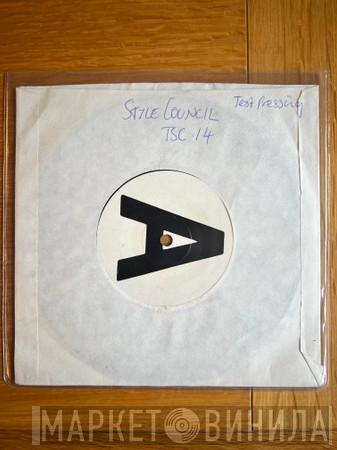 STYLE COUNCIL
Test Pressing
TSC 14
A
МАРКЕТ ВИНИЛА